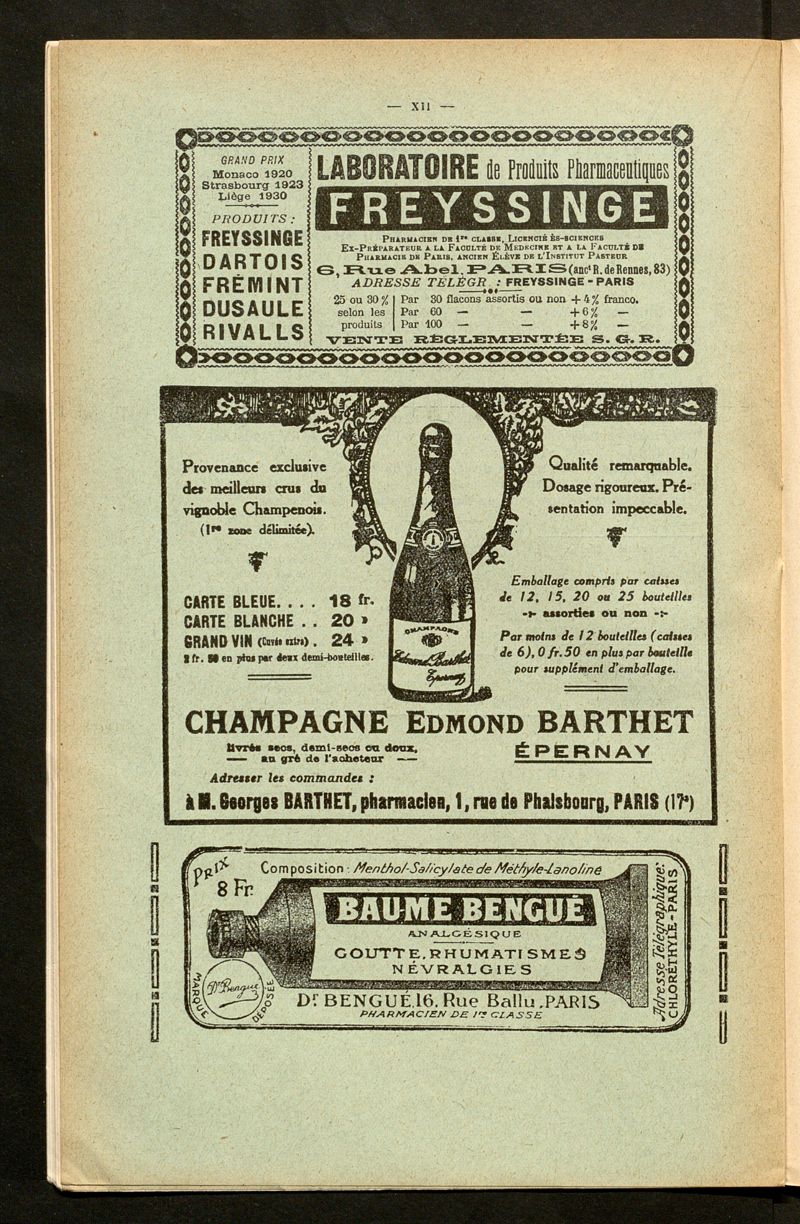 — XII —
GRAND PRIX
Monaco 1920
Strasbourg 1923
Liège 1930
PRODUITS :
FREYSSINGE
DARTOIS
FRÉMINT
DUSAULE
RIVALLS
LABORATOIRE de Produits Pharmaceutiques
FREYSSINGE
PHARMACIEN DE 1re CLASSE, LICENCIÉ ÈS-SCIENCES
EX-PRÉPARATEUR A LA FACULTÉ DE MEDECINE ET A LA FACULTÉ DE
PHARMACIE DE PARIS, ANCIEN ÉLÈVE DE L'INSTITUT PASTEUR
6, Rue Abel, PARIS (anct R. de Rennes, 83)
ADRESSE TÉLÉGR. : FREYSSINGE - PARIS
25 ou 30 % selon les produits
Par 30 flacons assortis ou non + 4 % franco.
Par 60 — — + 6 % —
Par 100 — — + 8 % —
VENTE RÉGLEMENTÉE S. G. R.
Provenance exclusive
des meilleurs crus du
vignoble Champenois.
(1re zone délimitée).
Qualité remarquable.
Dosage rigoureux. Pré-
sentation impeccable.
CARTE BLEUE. . . . 18 fr.
CARTE BLANCHE . . 20 »
GRAND VIN (Cuvée extra) . 24 »
fr. en plus par deux demi-bouteilles.
Emballage compris par caisses
de 12, 15, 20 ou 25 bouteilles
-:- assorties ou non -:-
Par moins de 12 bouteilles (caisses
de 6), 0 fr. 50 en plus par bouteille
pour supplément d'emballage.
CHAMPAGNE
Edmond Barthet
Épernay
CHAMPAGNE EDMOND BARTHET
livrés secs, demi-secs ou doux,
— au gré de l'acheteur —
ÉPERNAY
Adresser les commandes :
à M. Georges BARTHET, pharmacien, 1, rue de Phalsbourg, PARIS (17e)
PRIX
8 Fr.
Composition : Menthol-Salicylate de Méthyle-Lanoline
BAUME BENGUÉ
ANALGÉSIQUE
GOUTTE, RHUMATISMES
NÉVRALGIES
Dr Bengué
MARQUE DÉPOSÉE
Dr BENGUÉ, 16, Rue Ballu, PARIS
PHARMACIEN DE 1re CLASSE
Adresse Télégraphique:
CHLORÉTHYLE-PARIS